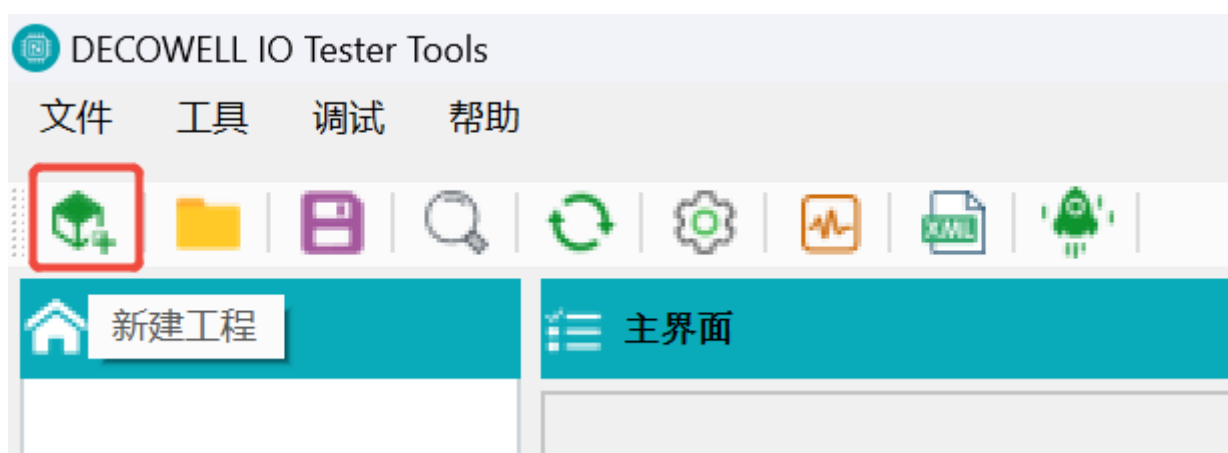 DECOWELL IO Tester Tools
文件 工具 调试 帮助
XML
新建工程
主界面